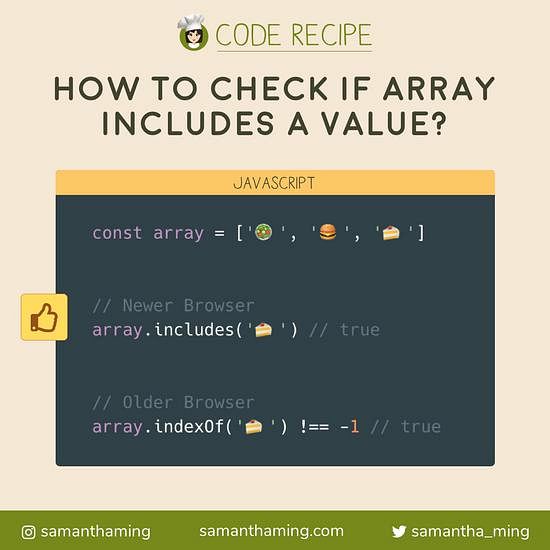 CODE RECIPE
HOW TO CHECK IF ARRAY
INCLUDES A VALUE?
JAVASCRIPT
const array = ['🥗', '🍔', '🍰']
// Newer Browser
array.includes('🍰') // true
// Older Browser
array.indexOf('🍰') !== -1 // true
samanthaming
samanthaming.com
samantha_ming